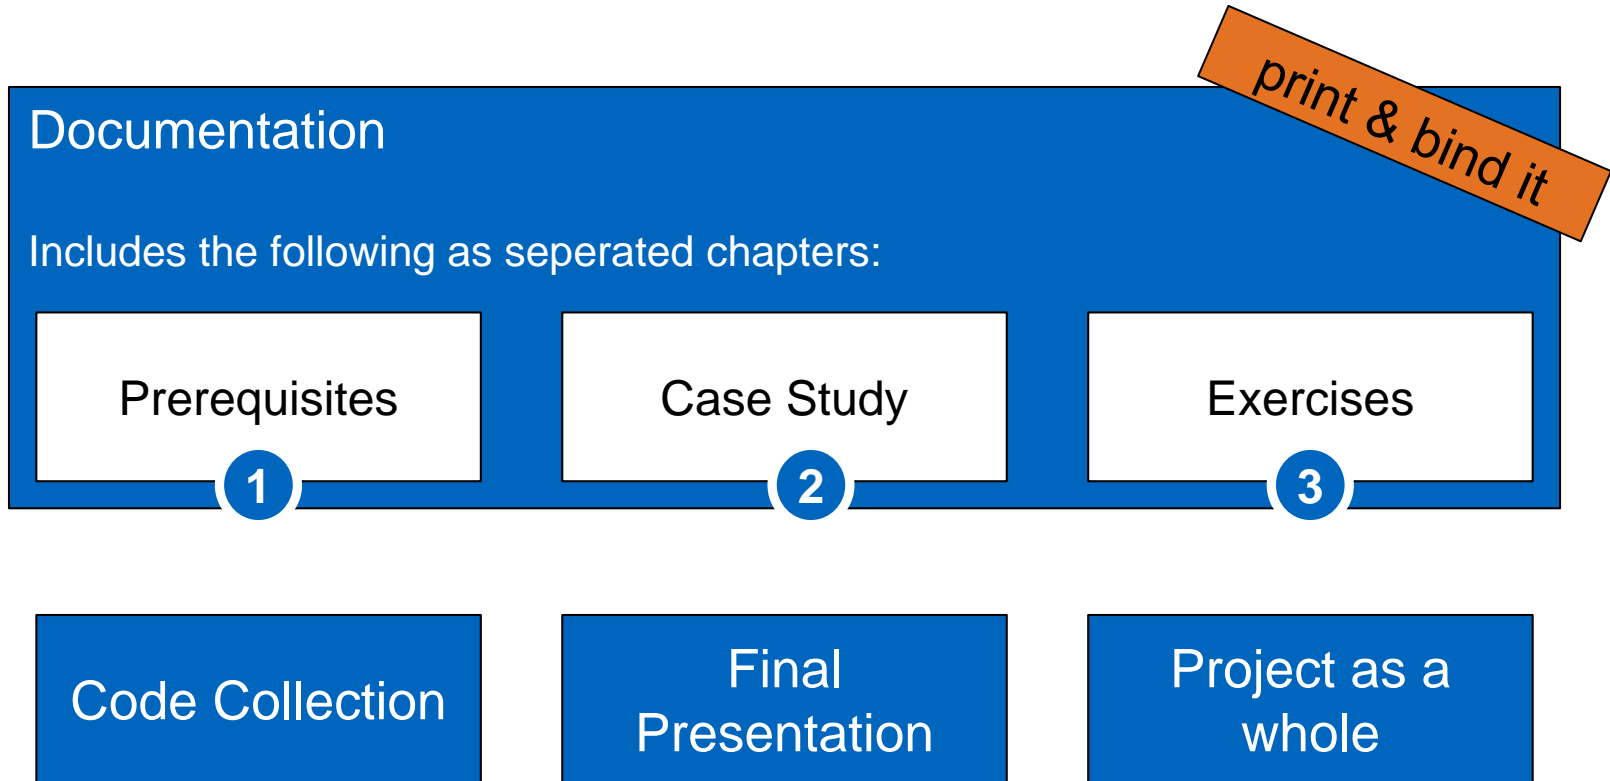 print & bind it
Documentation
Includes the following as seperated chapters:
Prerequisites
Case Study
Exercises
1
2
3
Code Collection
Final
Presentation
Project as a
whole